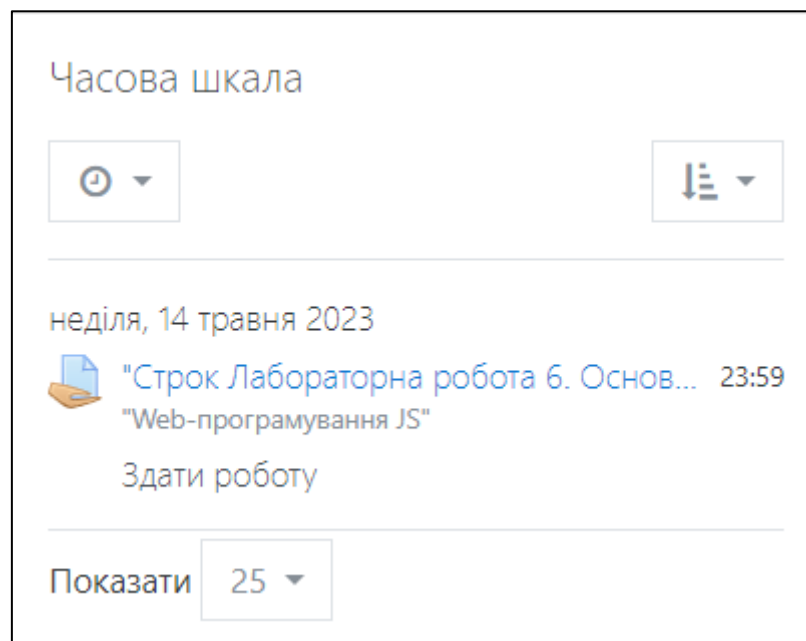 Часова шкала
неділя, 14 травня 2023
"Строк Лабораторна робота 6. Основ... 23:59
"Web-програмування JS"
Здати роботу
Показати 25